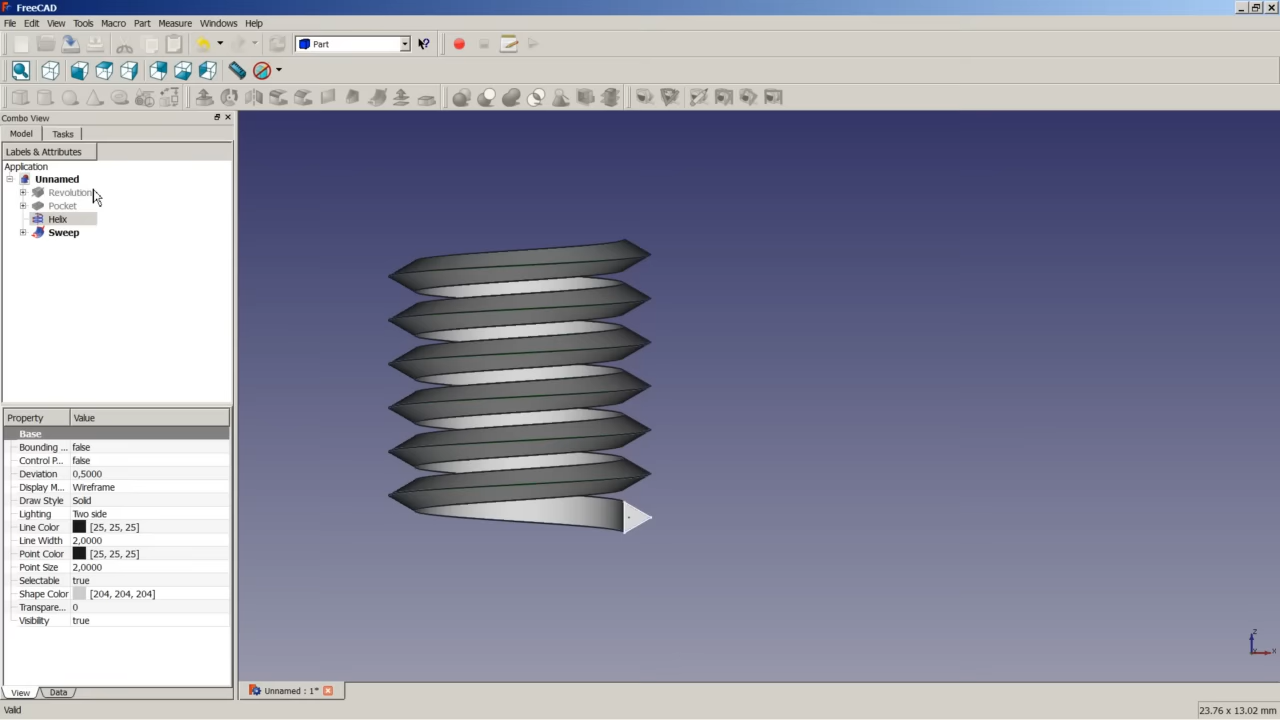 FreeCAD
File Edit View Tools Macro Part Measure Windows Help
Part
Combo View
Model Tasks
Labels & Attributes
Application
Unnamed
Revolution
Pocket
Helix
Sweep
Property Value
Base
Bounding ... false
Control P... false
Deviation 0,5000
Display M... Wireframe
Draw Style Solid
Lighting Two side
Line Color [25, 25, 25]
Line Width 2,0000
Point Color [25, 25, 25]
Point Size 2,0000
Selectable true
Shape Color [204, 204, 204]
Transpare... 0
Visibility true
z
x
View Data
Unnamed : 1*
Valid
23.76 x 13.02 mm